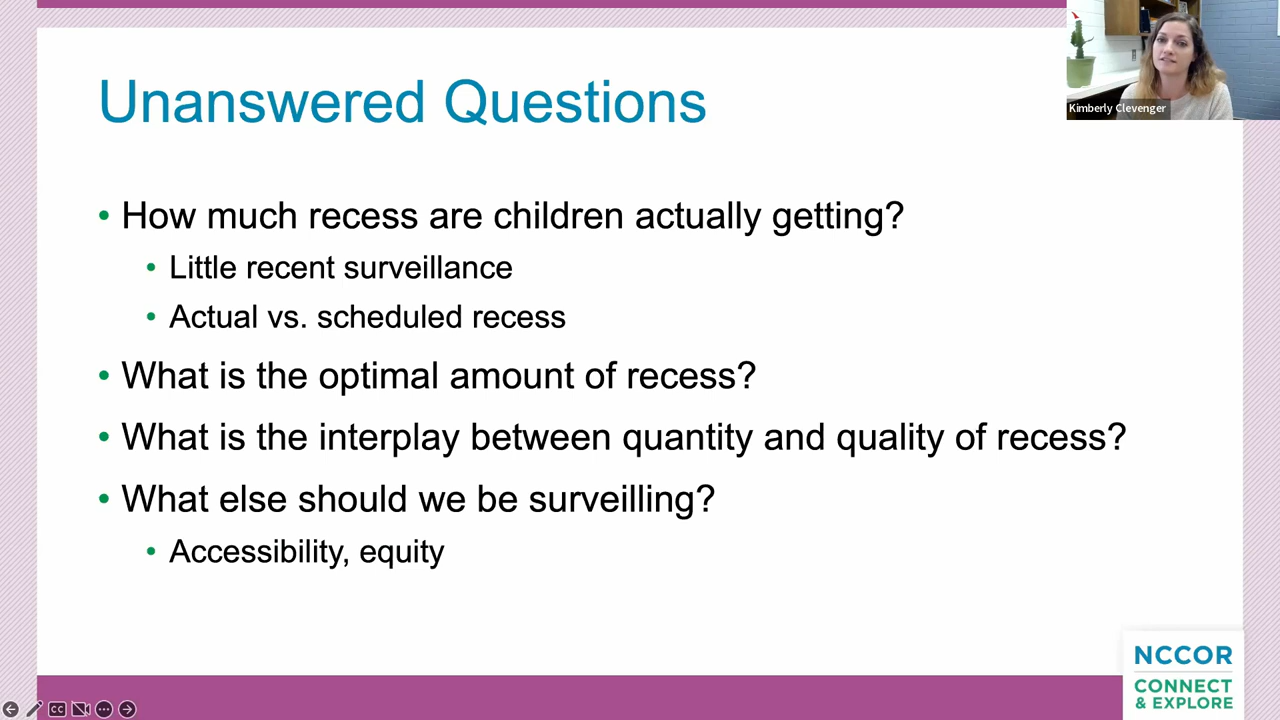 Kimberly Clevenger
Unanswered Questions
• How much recess are children actually getting?
• Little recent surveillance
• Actual vs. scheduled recess
• What is the optimal amount of recess?
• What is the interplay between quantity and quality of recess?
• What else should we be surveilling?
• Accessibility, equity
NCCOR
CONNECT
& EXPLORE
CC